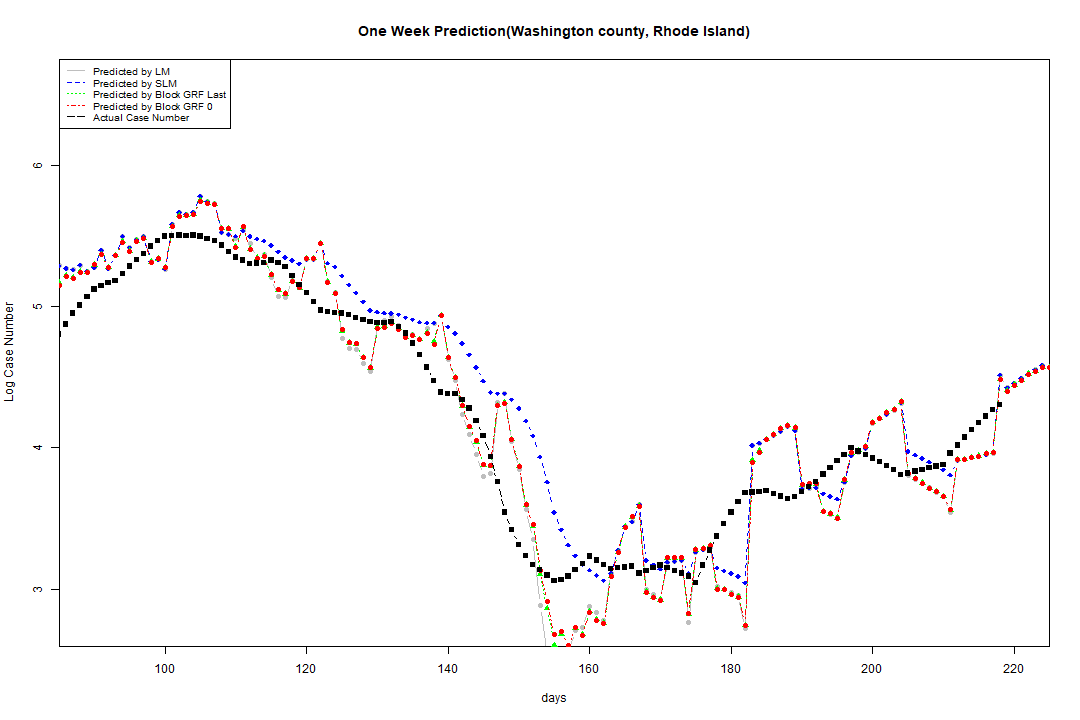 One Week Prediction(Washington county, Rhode Island)
Predicted by LM
Predicted by SLM
Predicted by Block GRF Last
Predicted by Block GRF 0
Actual Case Number
6
5
4
3
Log Case Number
100 120 140 160 180 200 220
days